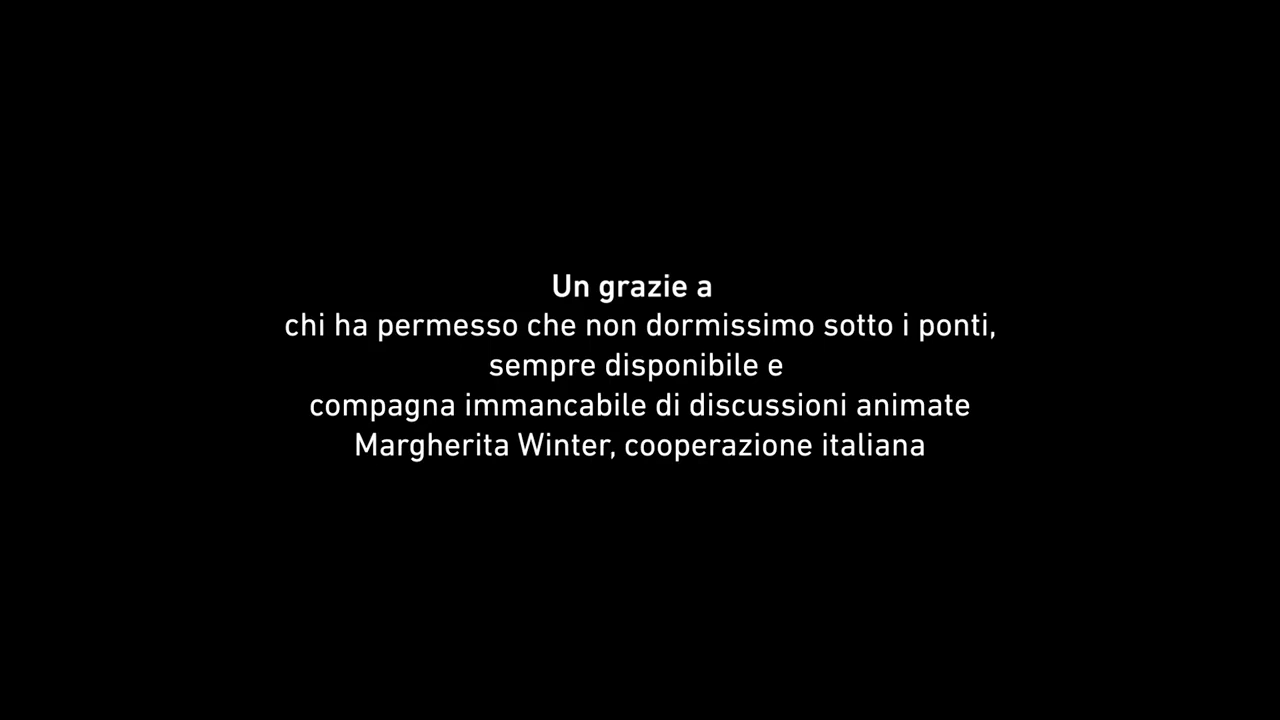 Un grazie a
chi ha permesso che non dormissimo sotto i ponti,
sempre disponibile e
compagna immancabile di discussioni animate
Margherita Winter, cooperazione italiana